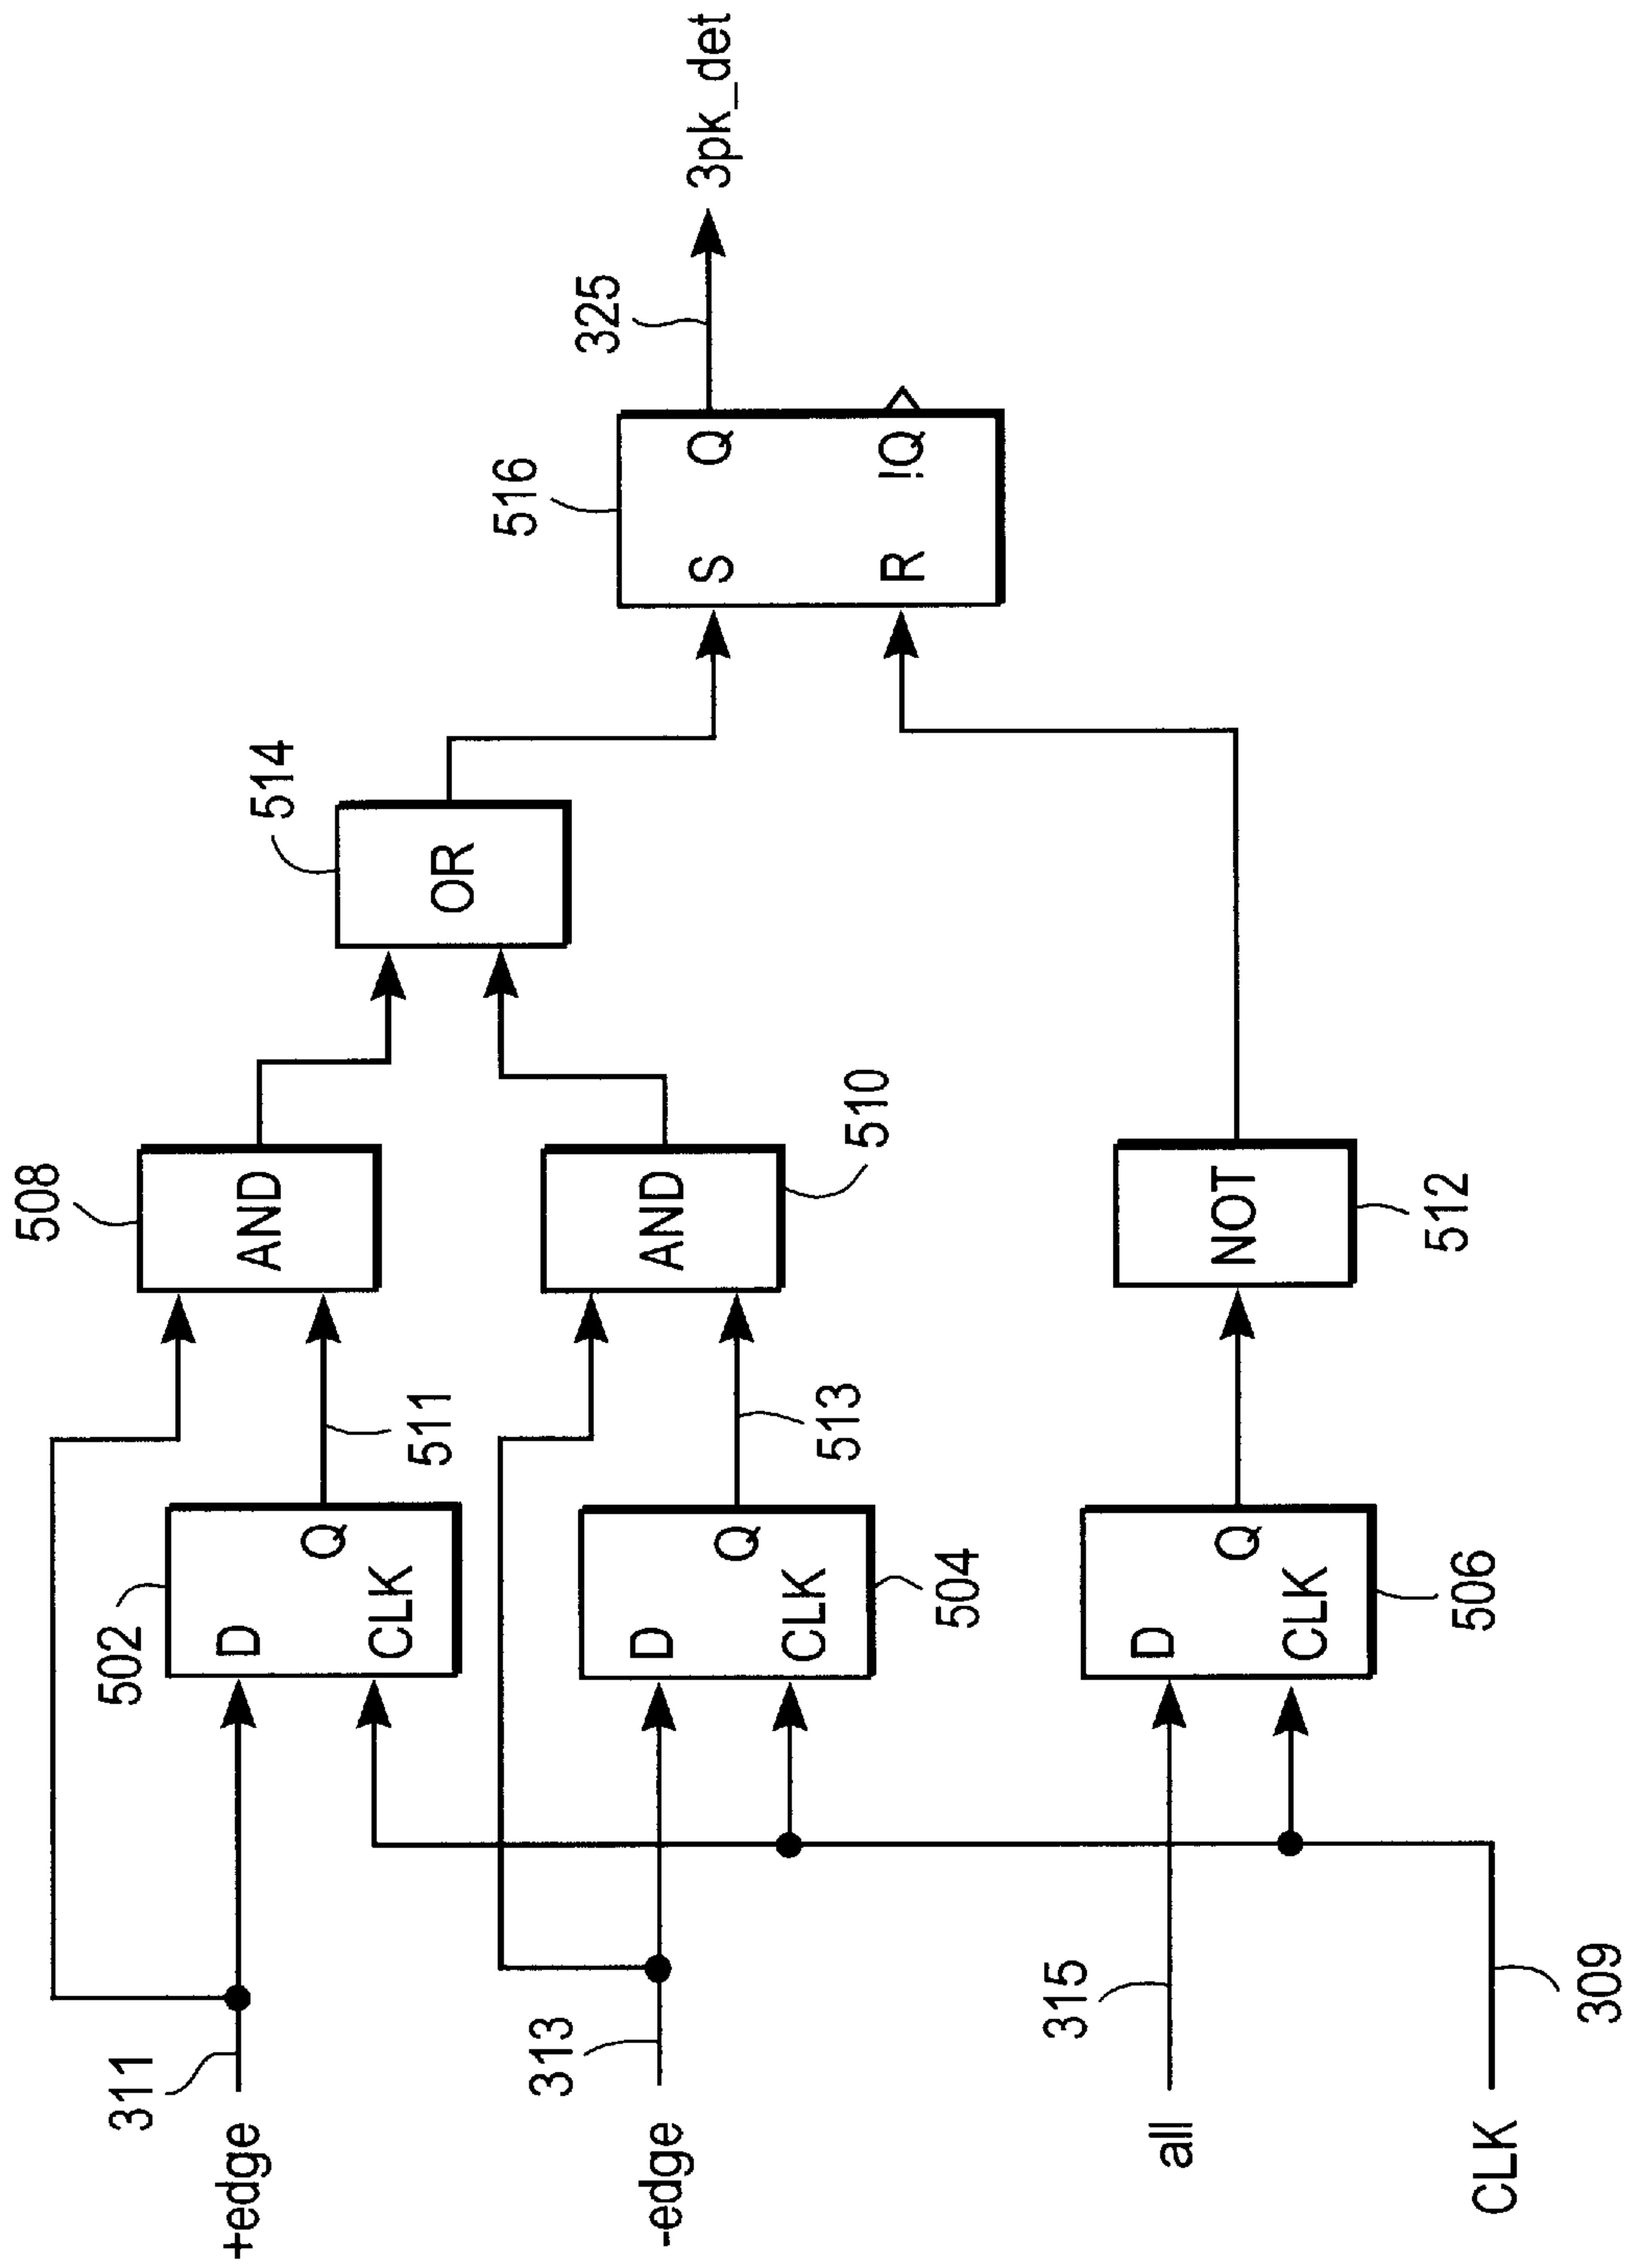 +edge
311
502
D
Q
CLK
511
508
AND
-edge
313
D
Q
CLK
504
513
AND
510
514
OR
516
S
Q
R
!Q
325
3pk_det
all
315
D
Q
CLK
506
NOT
512
CLK
309